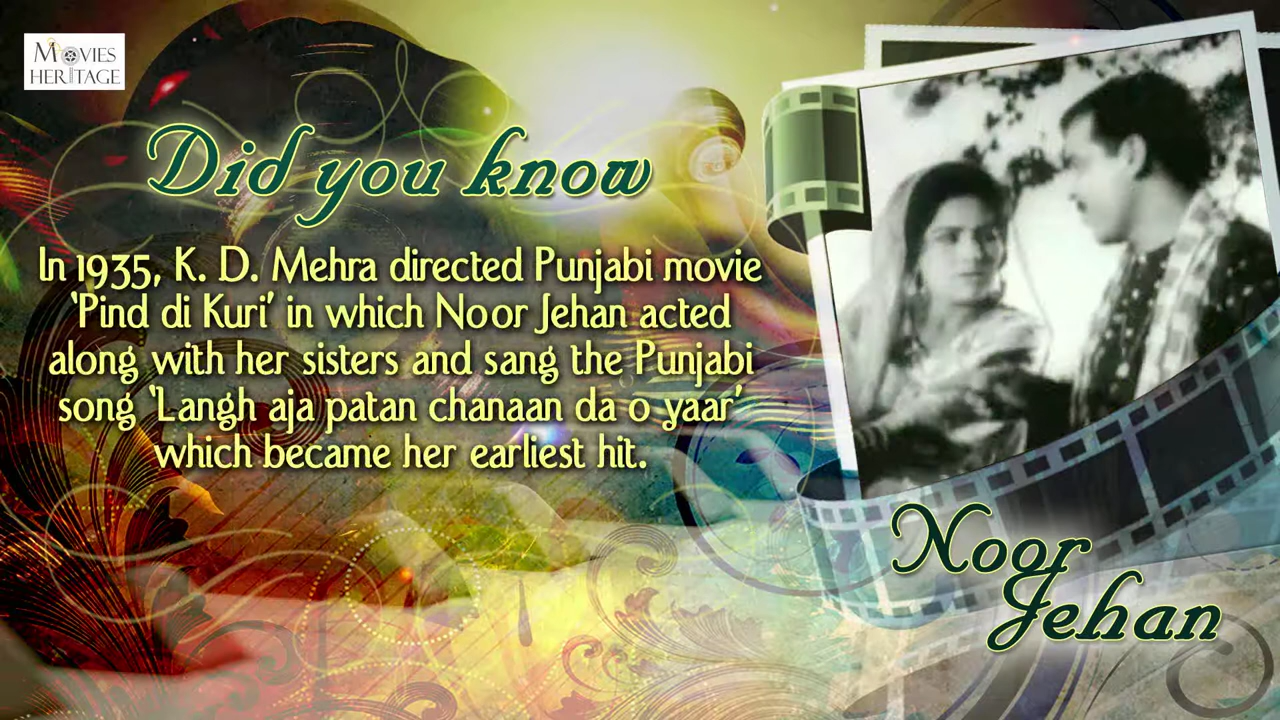 MOVIES
HERITAGE
Did you know
In 1935, K. D. Mehra directed Punjabi movie
‘Pind di Kuri’ in which Noor Jehan acted
along with her sisters and sang the Punjabi
song ‘Langh aja patan chanaan da o yaar’
which became her earliest hit.
Noor
Jehan